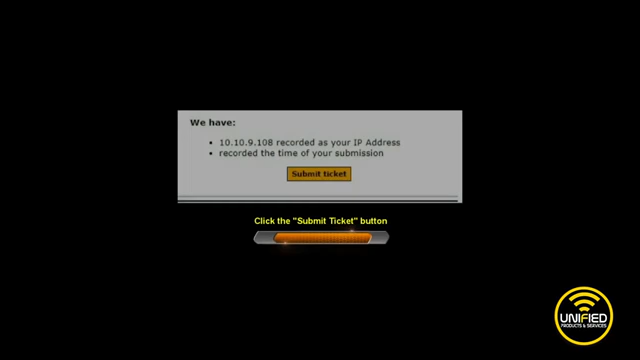 We have:
10.10.9.108 recorded as your IP Address
recorded the time of your submission
Submit ticket
Click the "Submit Ticket" button
UNIFIED
PRODUCTS & SERVICES